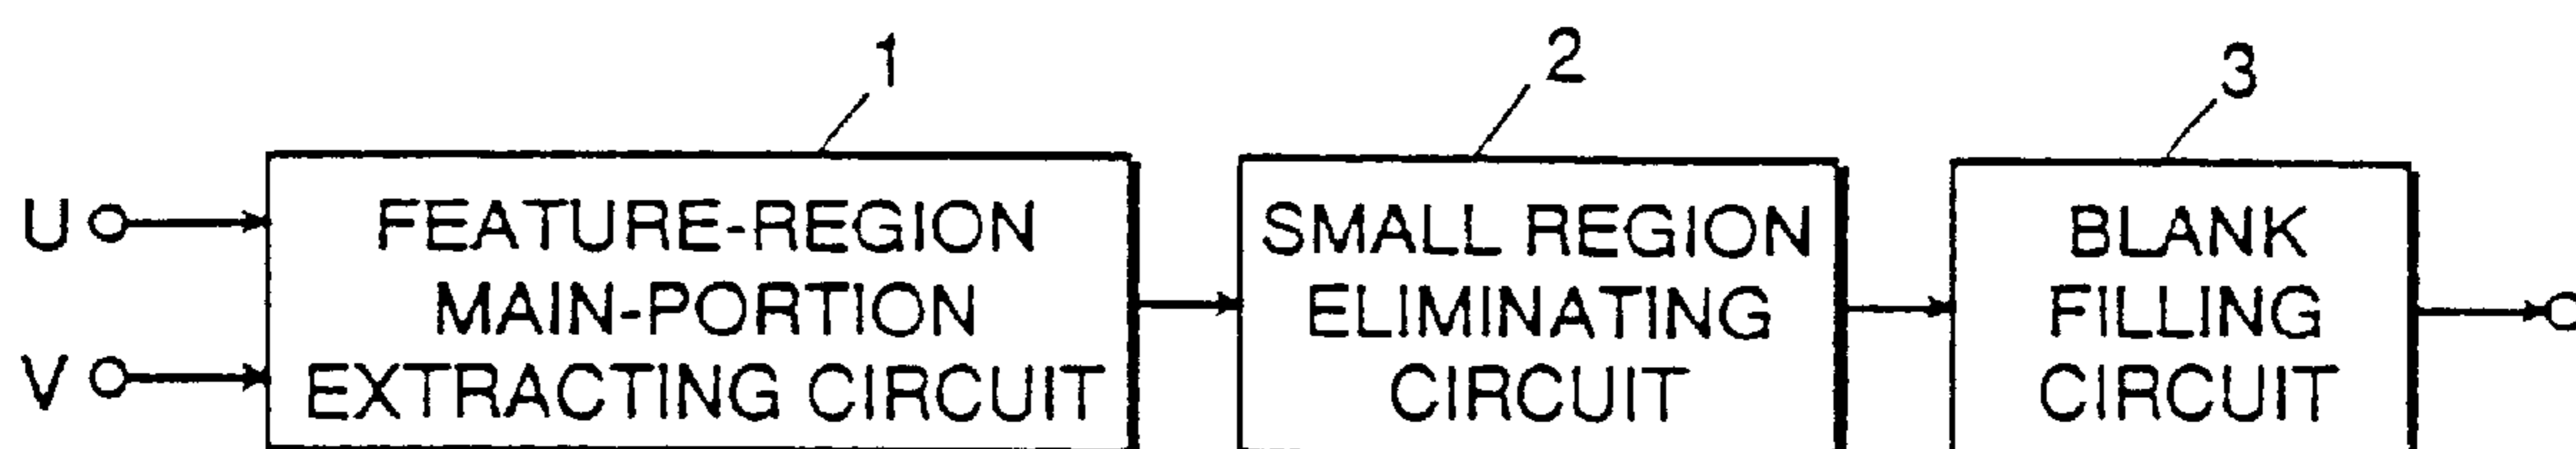 1
2
3
U
V
FEATURE-REGION
MAIN-PORTION
EXTRACTING CIRCUIT
SMALL REGION
ELIMINATING
CIRCUIT
BLANK
FILLING
CIRCUIT